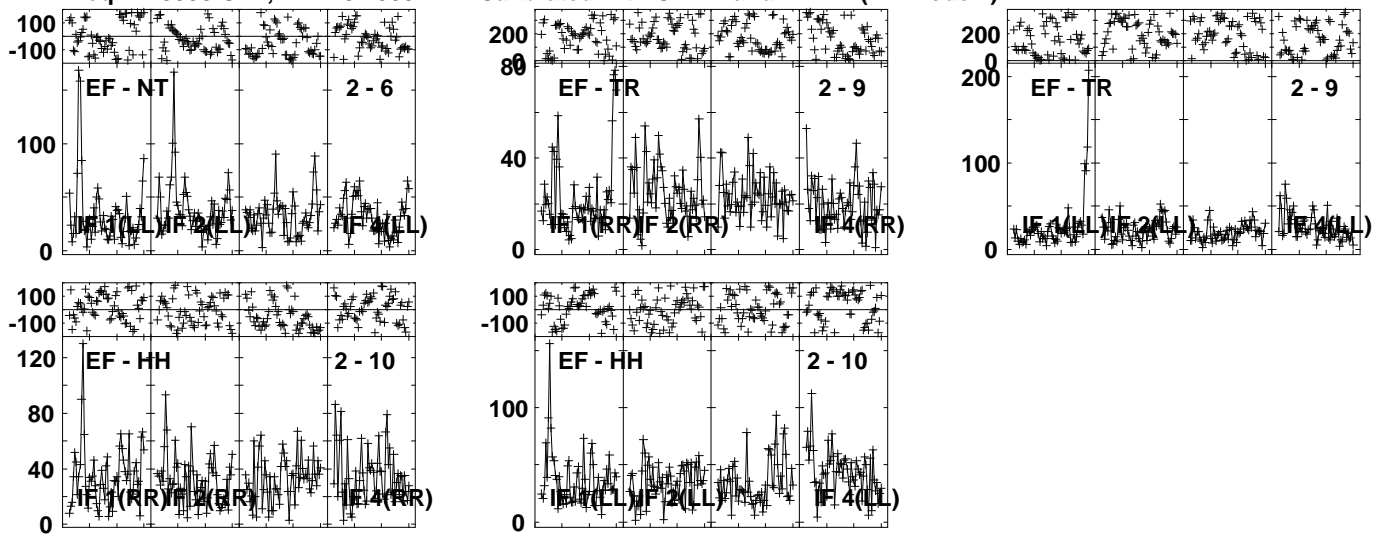 100
-100
EF - NT 2 - 6
100
0
IF 1(LL) IF 2(LL) IF 4(LL)
200
0
80
EF - TR 2 - 9
40
0
IF 1(RR) IF 2(RR) IF 4(RR)
200
0
200
EF - TR 2 - 9
100
0
IF 1(LL) IF 2(LL) IF 4(LL)
100
-100
120
EF - HH 2 - 10
80
40
0
IF 1(RR) IF 2(RR) IF 4(RR)
100
-100
EF - HH 2 - 10
100
0
IF 1(LL) IF 2(LL) IF 4(LL)